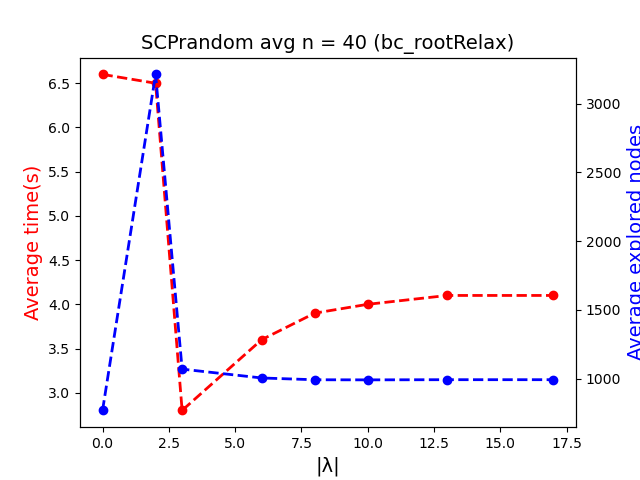 SCPrandom avg n = 40 (bc_rootRelax)
Average time(s)
6.5
6.0
5.5
5.0
4.5
4.0
3.5
3.0
3000
2500
2000
1500
1000
Average explored nodes
0.0 2.5 5.0 7.5 10.0 12.5 15.0 17.5
|λ|